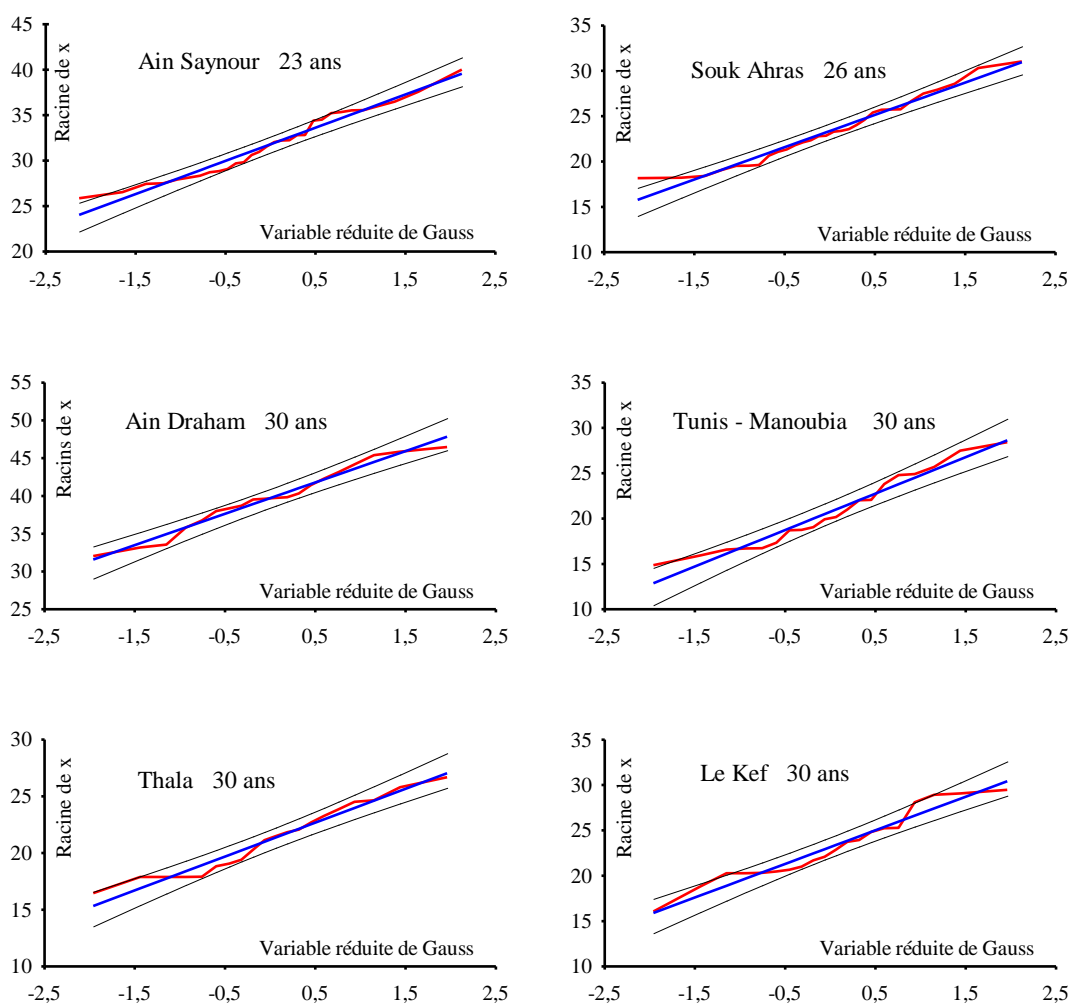 Racine de x
Ain Saynour 23 ans
45
40
35
30
25
20
Variable réduite de Gauss
-2,5 -1,5 -0,5 0,5 1,5 2,5
Racine de x
Souk Ahras 26 ans
35
30
25
20
15
10
Variable réduite de Gauss
-2,5 -1,5 -0,5 0,5 1,5 2,5
Racins de x
Ain Draham 30 ans
55
50
45
40
35
30
25
Variable réduite de Gauss
-2,5 -1,5 -0,5 0,5 1,5 2,5
Racine de x
Tunis - Manoubia 30 ans
35
30
25
20
15
10
Variable réduite de Gauss
-2,5 -1,5 -0,5 0,5 1,5 2,5
Racine de x
Thala 30 ans
30
25
20
15
10
Variable réduite de Gauss
-2,5 -1,5 -0,5 0,5 1,5 2,5
Racine de x
Le Kef 30 ans
35
30
25
20
15
10
Variable réduite de Gauss
-2,5 -1,5 -0,5 0,5 1,5 2,5